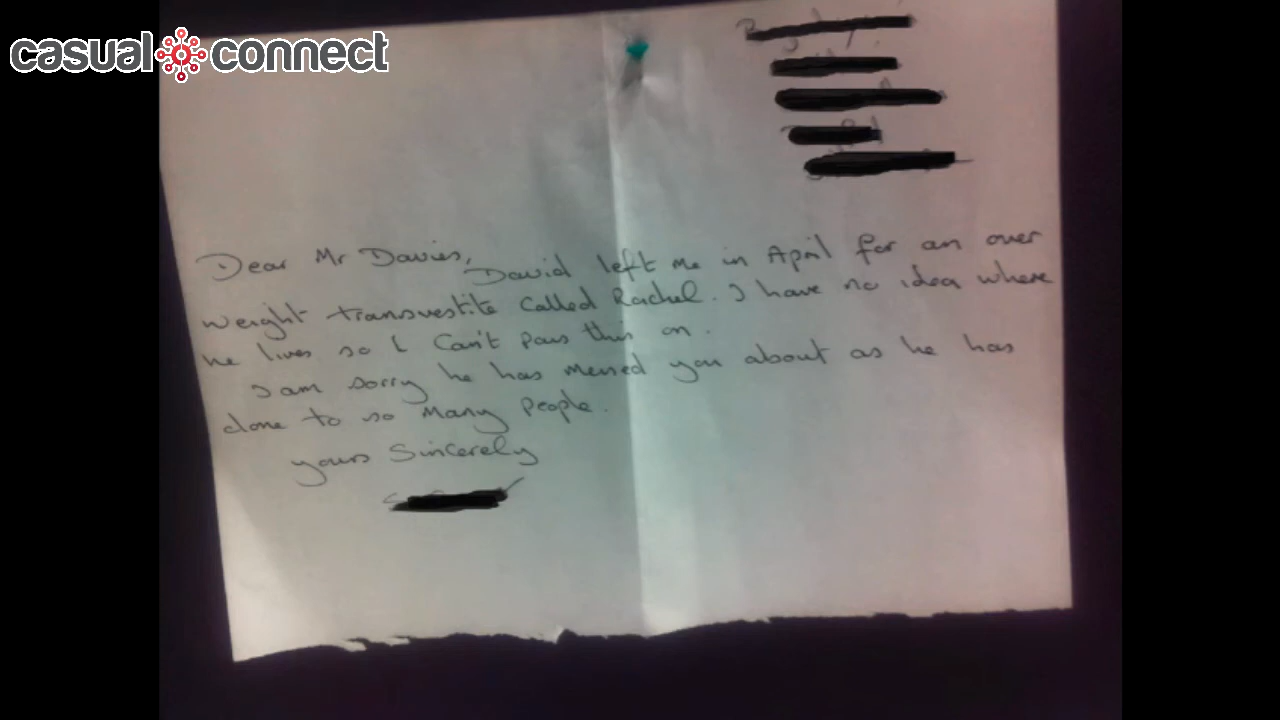 casual connect
Dear Mr Davies,
David left me in April for an over
weight transvestite called Rachel. I have no idea where
he lives so I can't pass this on.
I am sorry he has messed you about as he has
done to so many people.
yours Sincerely